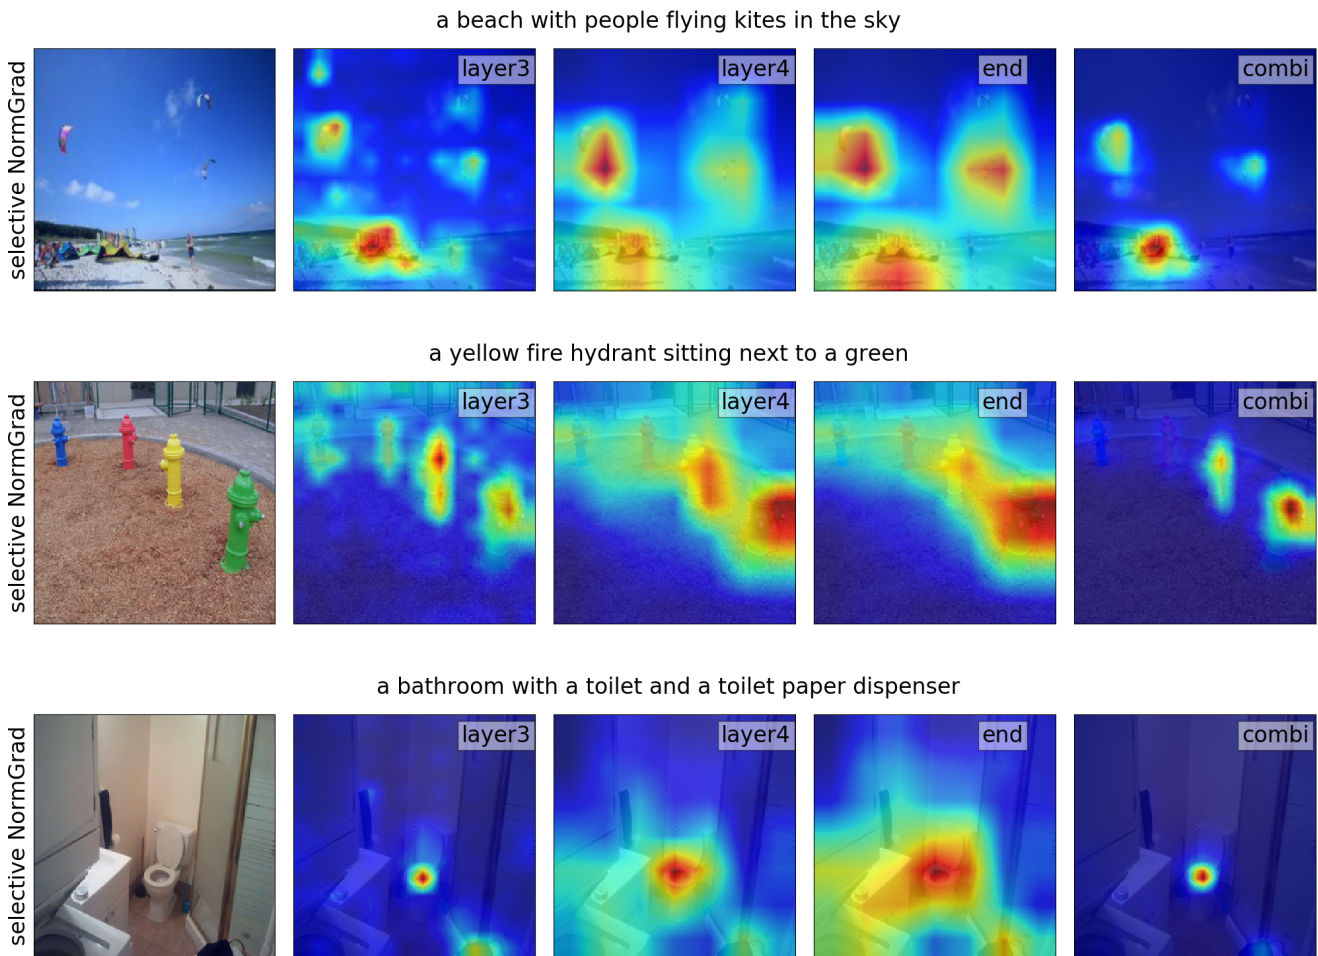 a beach with people flying kites in the sky
selective NormGrad
layer3
layer4
end
combi
a yellow fire hydrant sitting next to a green
selective NormGrad
layer3
layer4
end
combi
a bathroom with a toilet and a toilet paper dispenser
selective NormGrad
layer3
layer4
end
combi